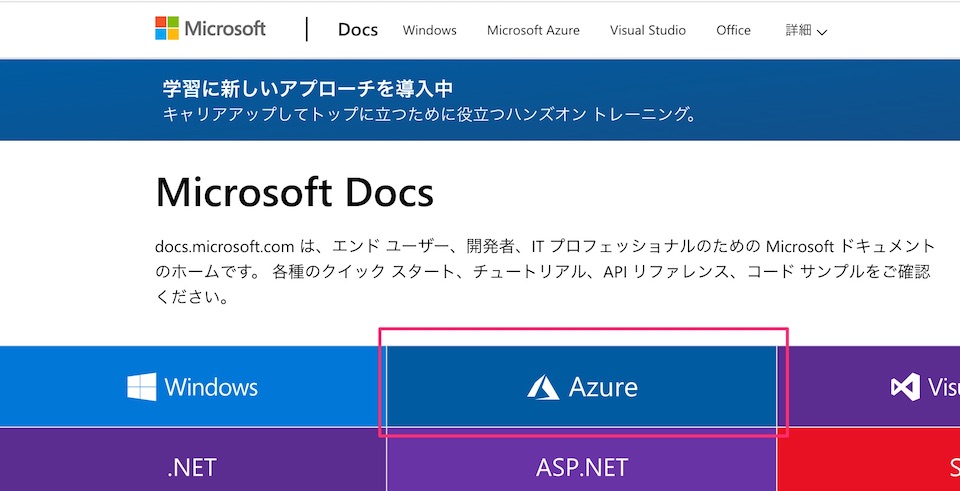 Microsoft | Docs Windows Microsoft Azure Visual Studio Office 詳細
学習に新しいアプローチを導入中
キャリアアップしてトップに立つために役立つハンズオン トレーニング。
Microsoft Docs
docs.microsoft.com は、エンド ユーザー、開発者、IT プロフェッショナルのための Microsoft ドキュメント
のホームです。 各種のクイック スタート、チュートリアル、API リファレンス、コード サンプルをご確認
ください。
Windows Azure Visu
.NET ASP.NET S